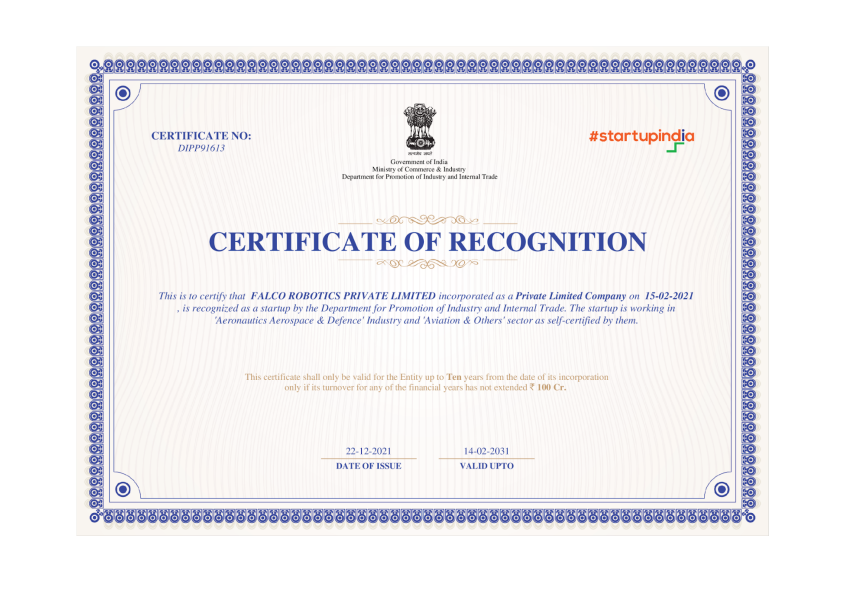 CERTIFICATE NO:
DIPP91613
सत्यमेव जयते
#startupindia
Government of India
Ministry of Commerce & Industry
Department for Promotion of Industry and Internal Trade
CERTIFICATE OF RECOGNITION
This is to certify that FALCO ROBOTICS PRIVATE LIMITED incorporated as a Private Limited Company on 15-02-2021
, is recognized as a startup by the Department for Promotion of Industry and Internal Trade. The startup is working in
'Aeronautics Aerospace & Defence' Industry and 'Aviation & Others' sector as self-certified by them.
This certificate shall only be valid for the Entity up to Ten years from the date of its incorporation
only if its turnover for any of the financial years has not extended ₹ 100 Cr.
22-12-2021
DATE OF ISSUE
14-02-2031
VALID UPTO